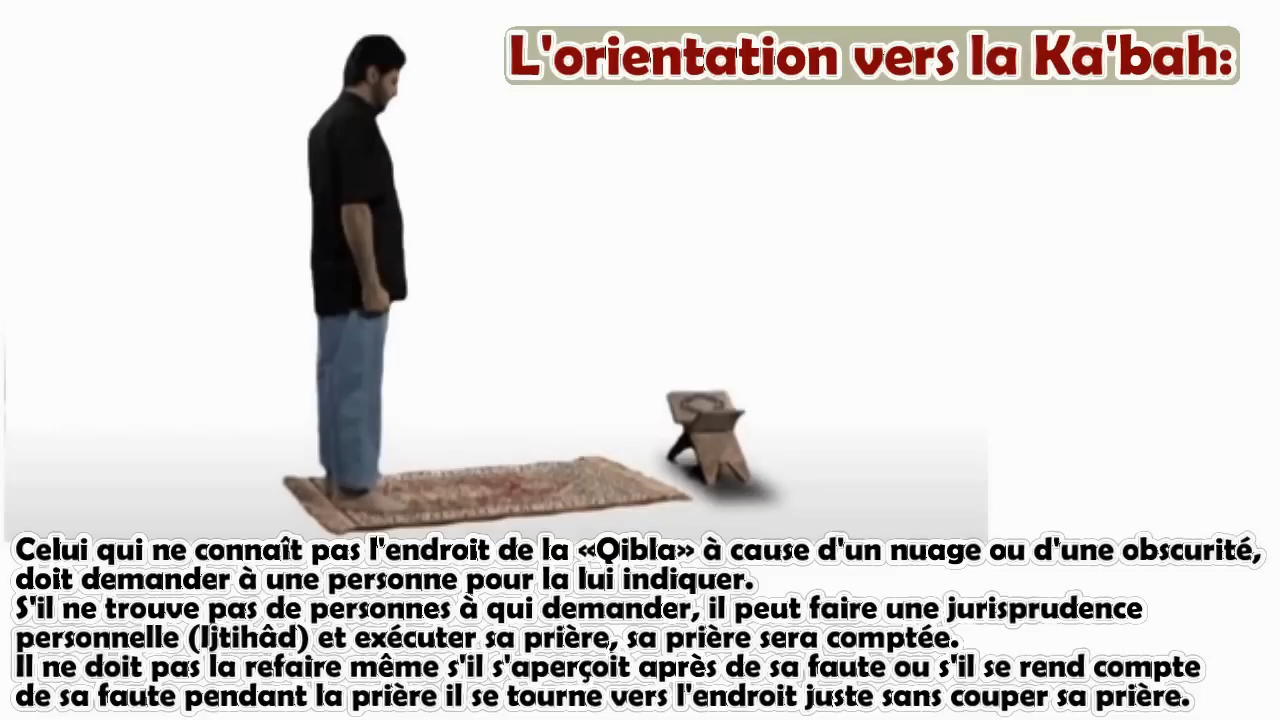 L'orientation vers la Ka'bah:
Celui qui ne connaît pas l'endroit de la «Qibla» à cause d'un nuage ou d'une obscurité,
doit demander à une personne pour la lui indiquer.
S'il ne trouve pas de personnes à qui demander, il peut faire une jurisprudence
personnelle (Ijtihâd) et exécuter sa prière, sa prière sera comptée.
Il ne doit pas la refaire même s'il s'aperçoit après de sa faute ou s'il se rend compte
de sa faute pendant la prière il se tourne vers l'endroit juste sans couper sa prière.